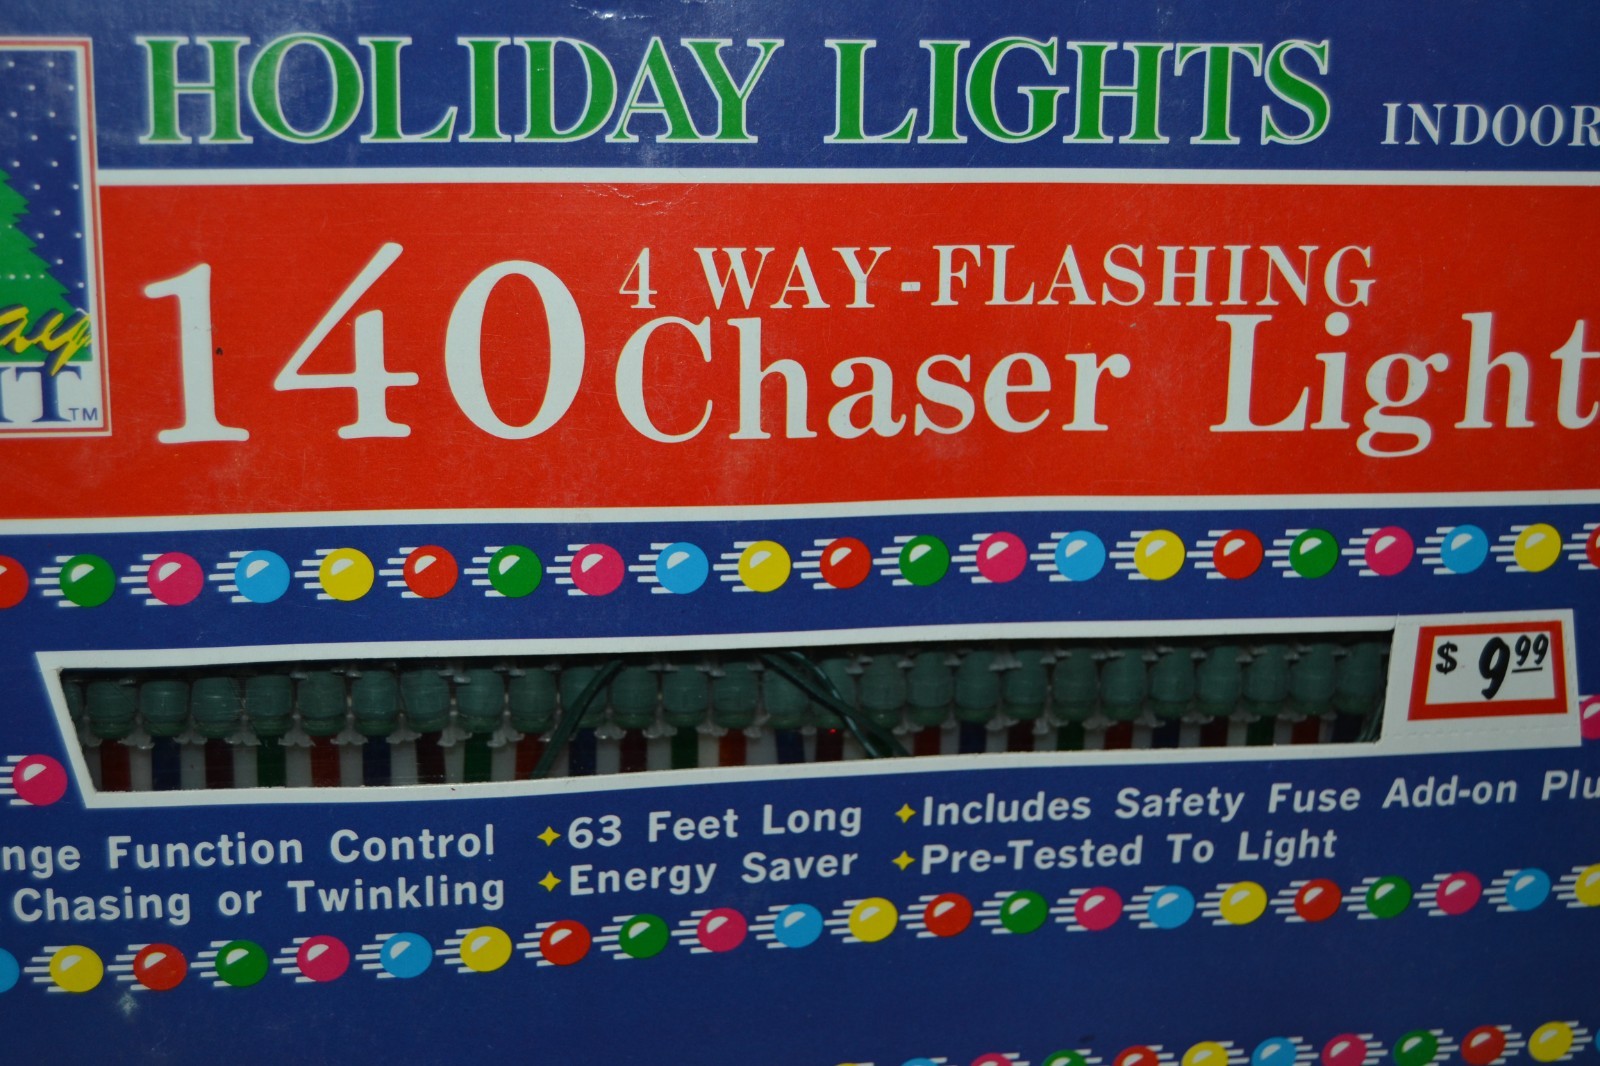 HOLIDAY LIGHTS INDOOR
140 4 WAY-FLASHING
Chaser Light
TM
$ 9.99
Function Control
Chasing or Twinkling
63 Feet Long
Energy Saver
Includes Safety Fuse Add-on
Pre-Tested To Light